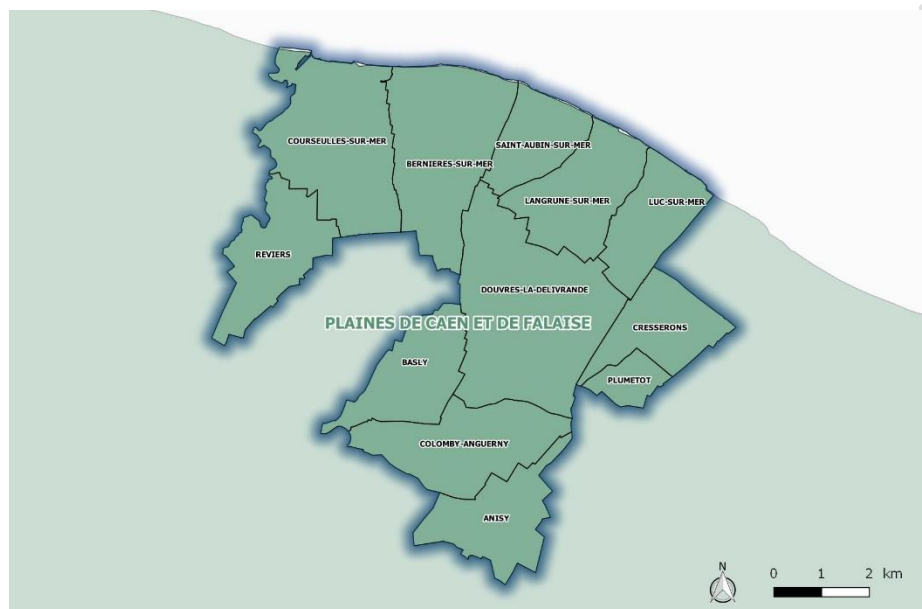 COURSEULLES-SUR-MER
SAINT-AUBIN-SUR-MER
BERNIERES-SUR-MER
LANGRUNE-SUR-MER
LUC-SUR-MER
REVIERS
DOUVRES-LA-DELIVRANDE
PLAINES DE CAEN ET DE FALAISE
CRESSERONS
BASLY
PLUMETOT
COLOMBY-ANGUERNY
ANISY
N
0 1 2 km